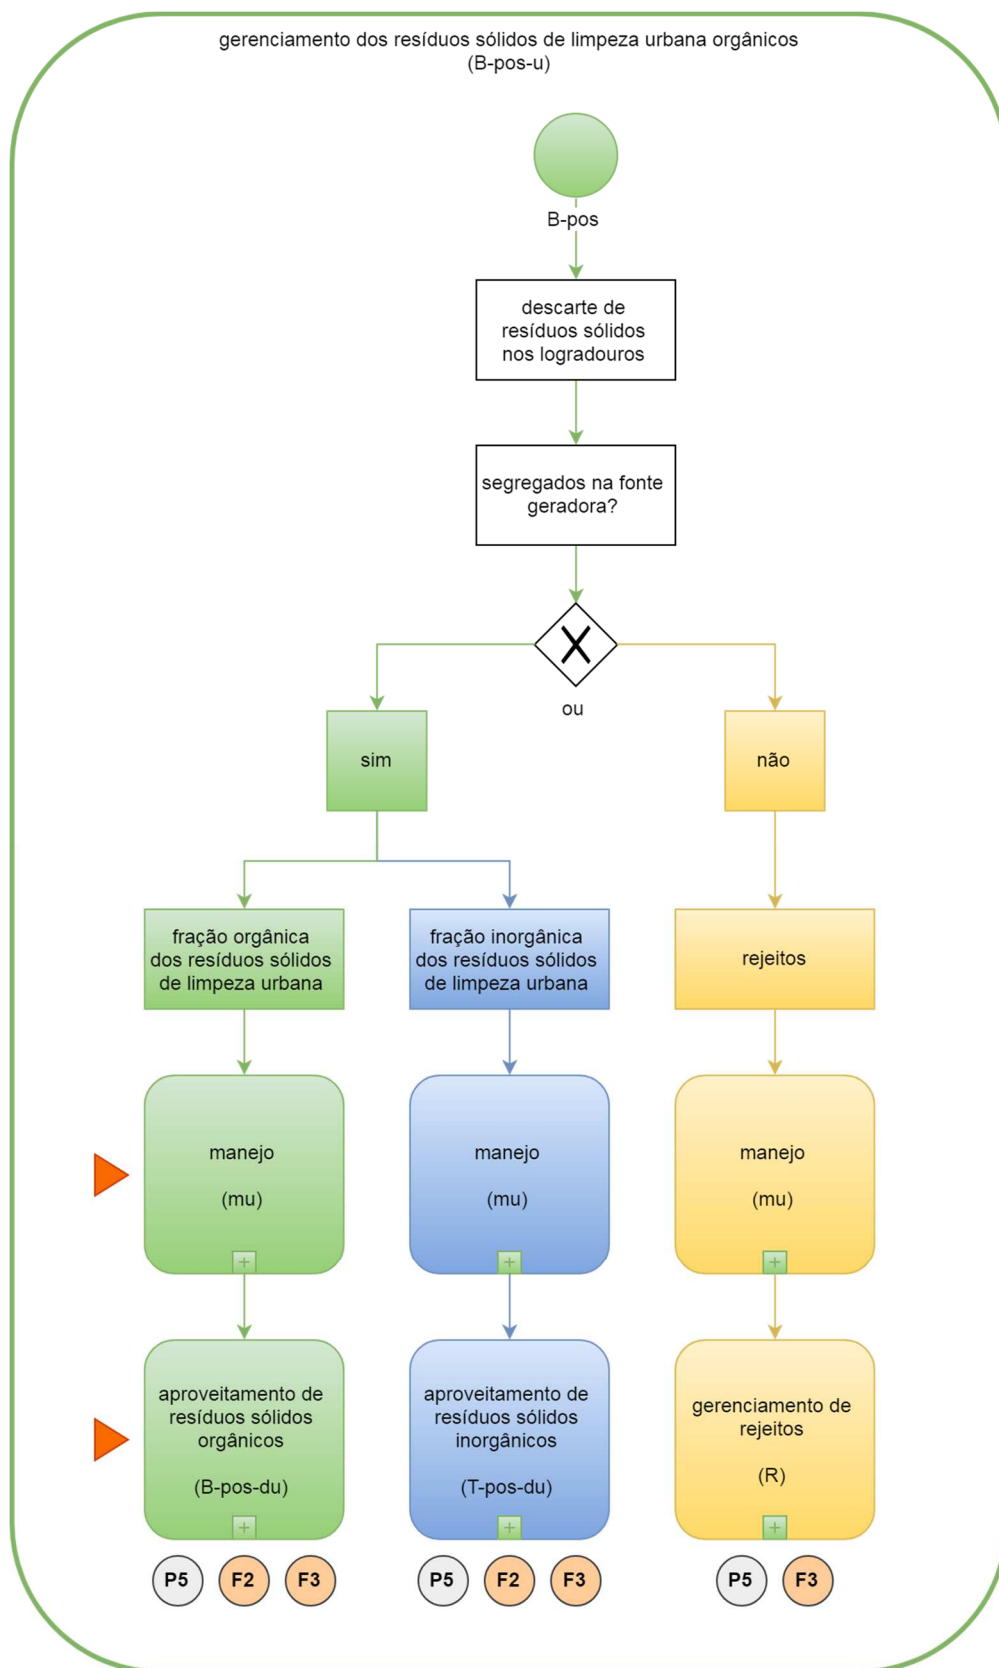 gerenciamento dos resíduos sólidos de limpeza urbana orgânicos
(B-pos-u)
B-pos
descarte de
resíduos sólidos
nos logradouros
segregados na fonte
geradora?
X
ou
sim
não
fração orgânica
dos resíduos sólidos
de limpeza urbana
fração inorgânica
dos resíduos sólidos
de limpeza urbana
rejeitos
manejo
(mu)
manejo
(mu)
manejo
(mu)
aproveitamento de
resíduos sólidos
orgânicos
(B-pos-du)
aproveitamento de
resíduos sólidos
inorgânicos
(T-pos-du)
gerenciamento de
rejeitos
(R)
P5 F2 F3
P5 F2 F3
P5 F3